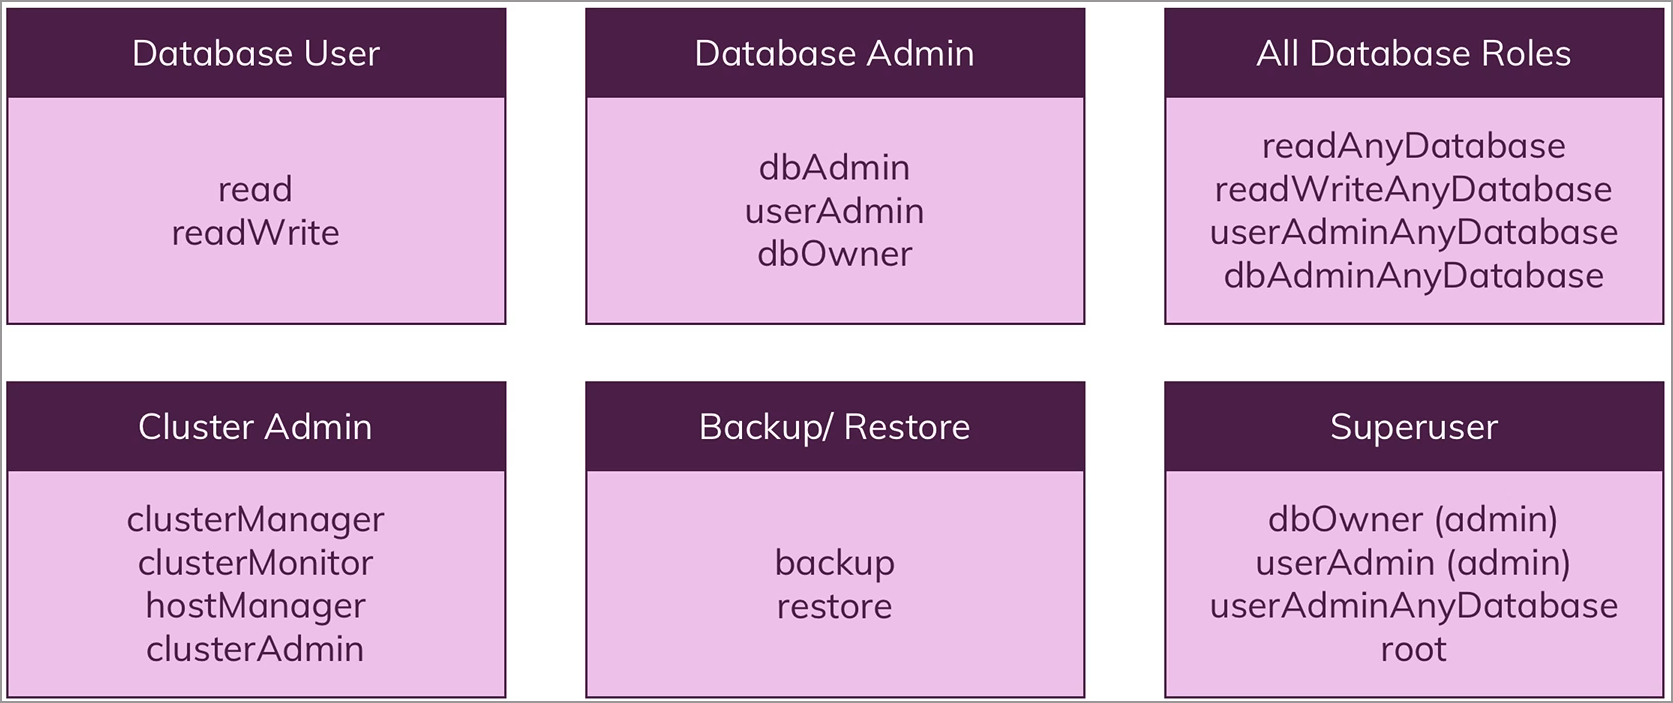 Database User
read
readWrite
Database Admin
dbAdmin
userAdmin
dbOwner
All Database Roles
readAnyDatabase
readWriteAnyDatabase
userAdminAnyDatabase
dbAdminAnyDatabase
Cluster Admin
clusterManager
clusterMonitor
hostManager
clusterAdmin
Backup/ Restore
backup
restore
Superuser
dbOwner (admin)
userAdmin (admin)
userAdminAnyDatabase
root